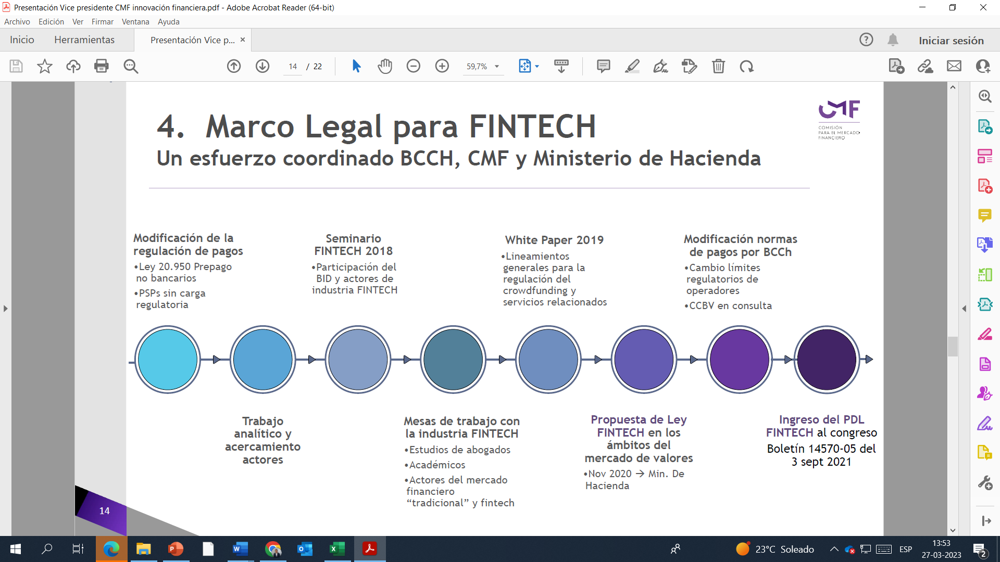 Presentación Vice presidente CMF innovación financiera.pdf - Adobe Acrobat Reader (64-bit)
Archivo Edición Ver Firmar Ventana Ayuda
Inicio Herramientas Presentación Vice p... × Iniciar sesión
14 / 22 59,7%
CMF
COMISIÓN
PARA EL MERCADO
FINANCIERO
4. Marco Legal para FINTECH
Un esfuerzo coordinado BCCH, CMF y Ministerio de Hacienda
Modificación de la
regulación de pagos
•Ley 20.950 Prepago
no bancarios
•PSPs sin carga
regulatoria
Seminario
FINTECH 2018
•Participación del
BID y actores de
industria FINTECH
White Paper 2019
•Lineamientos
generales para la
regulación del
crowdfunding y
servicios relacionados
Modificación normas
de pagos por BCCh
•Cambio límites
regulatorios de
operadores
•CCBV en consulta
Trabajo
analítico y
acercamiento
actores
Mesas de trabajo con
la industria FINTECH
•Estudios de abogados
•Académicos
•Actores del mercado
financiero
“tradicional” y fintech
Propuesta de Ley
FINTECH en los
ámbitos del
mercado de valores
•Nov 2020 → Min. De
Hacienda
Ingreso del PDL
FINTECH al congreso
Boletín 14570-05 del
3 sept 2021
14
23°C Soleado
ESP
13:53
27-03-2023
2